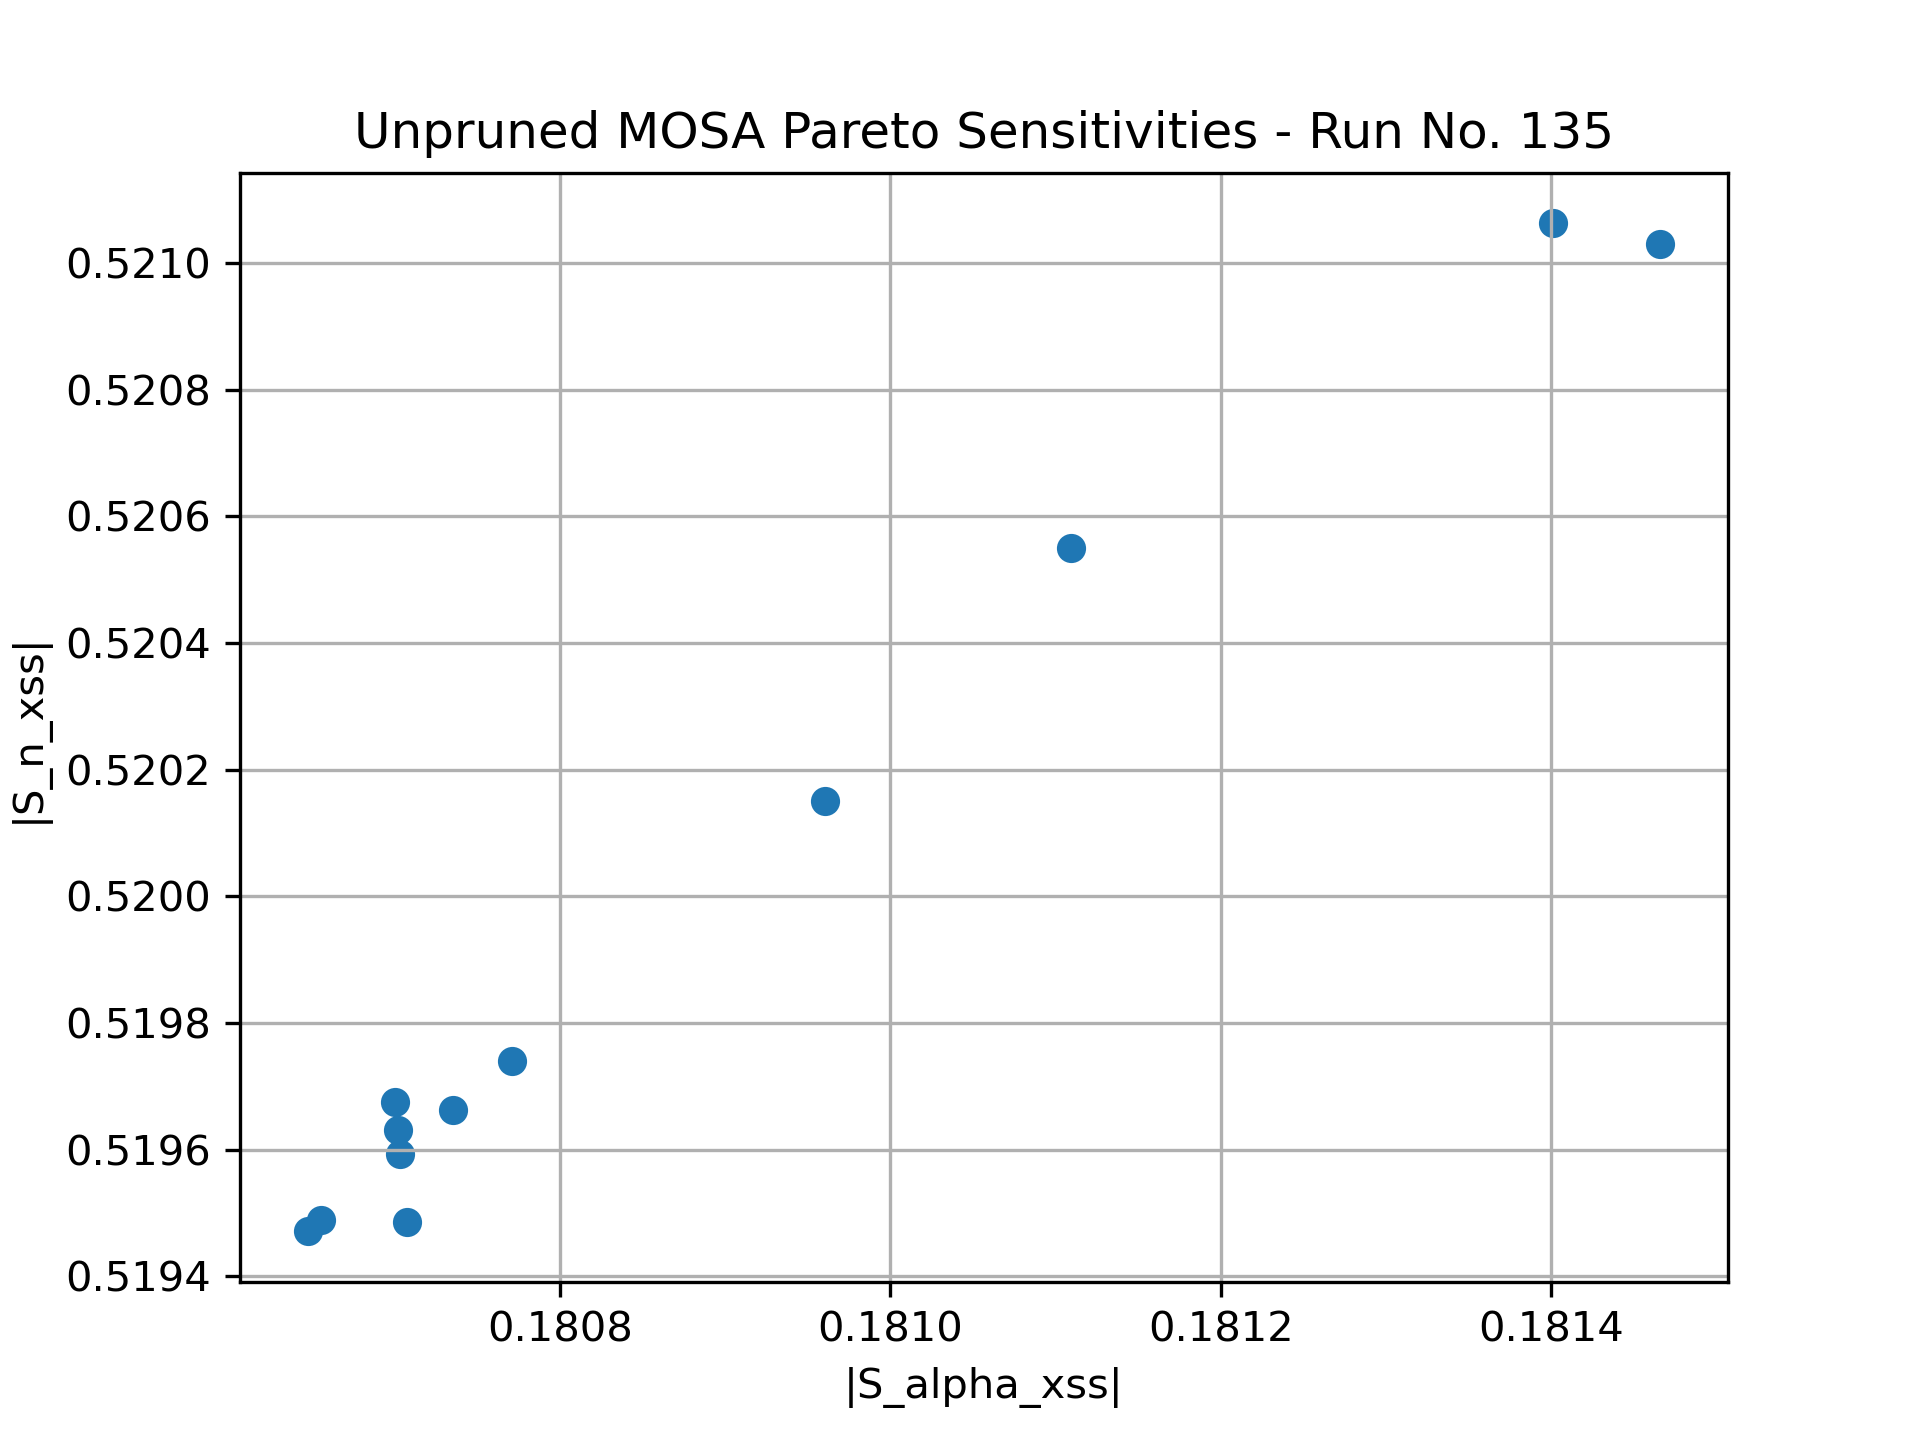 Unpruned MOSA Pareto Sensitivities - Run No. 135
0.5210
0.5208
0.5206
0.5204
0.5202
0.5200
0.5198
0.5196
0.5194
|S_n_xss|
0.1808 0.1810 0.1812 0.1814
|S_alpha_xss|